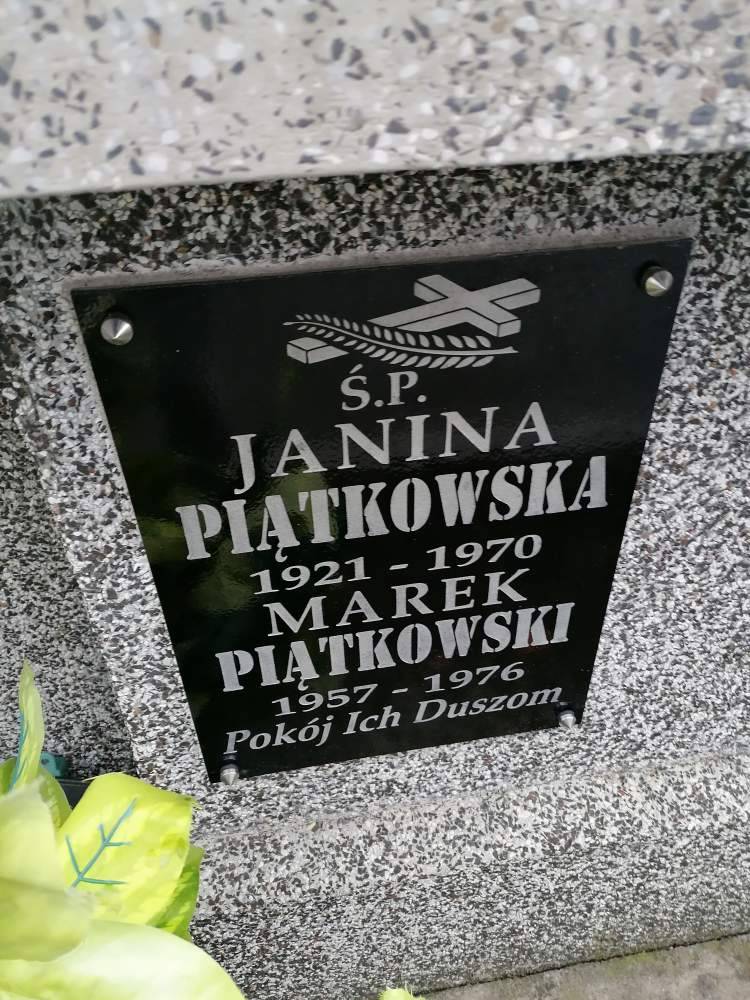 Ś.P.
JANINA
PIĄTKOWSKA
1921 - 1970
MAREK
PIĄTKOWSKI
1957 - 1976
Pokój Ich Duszom